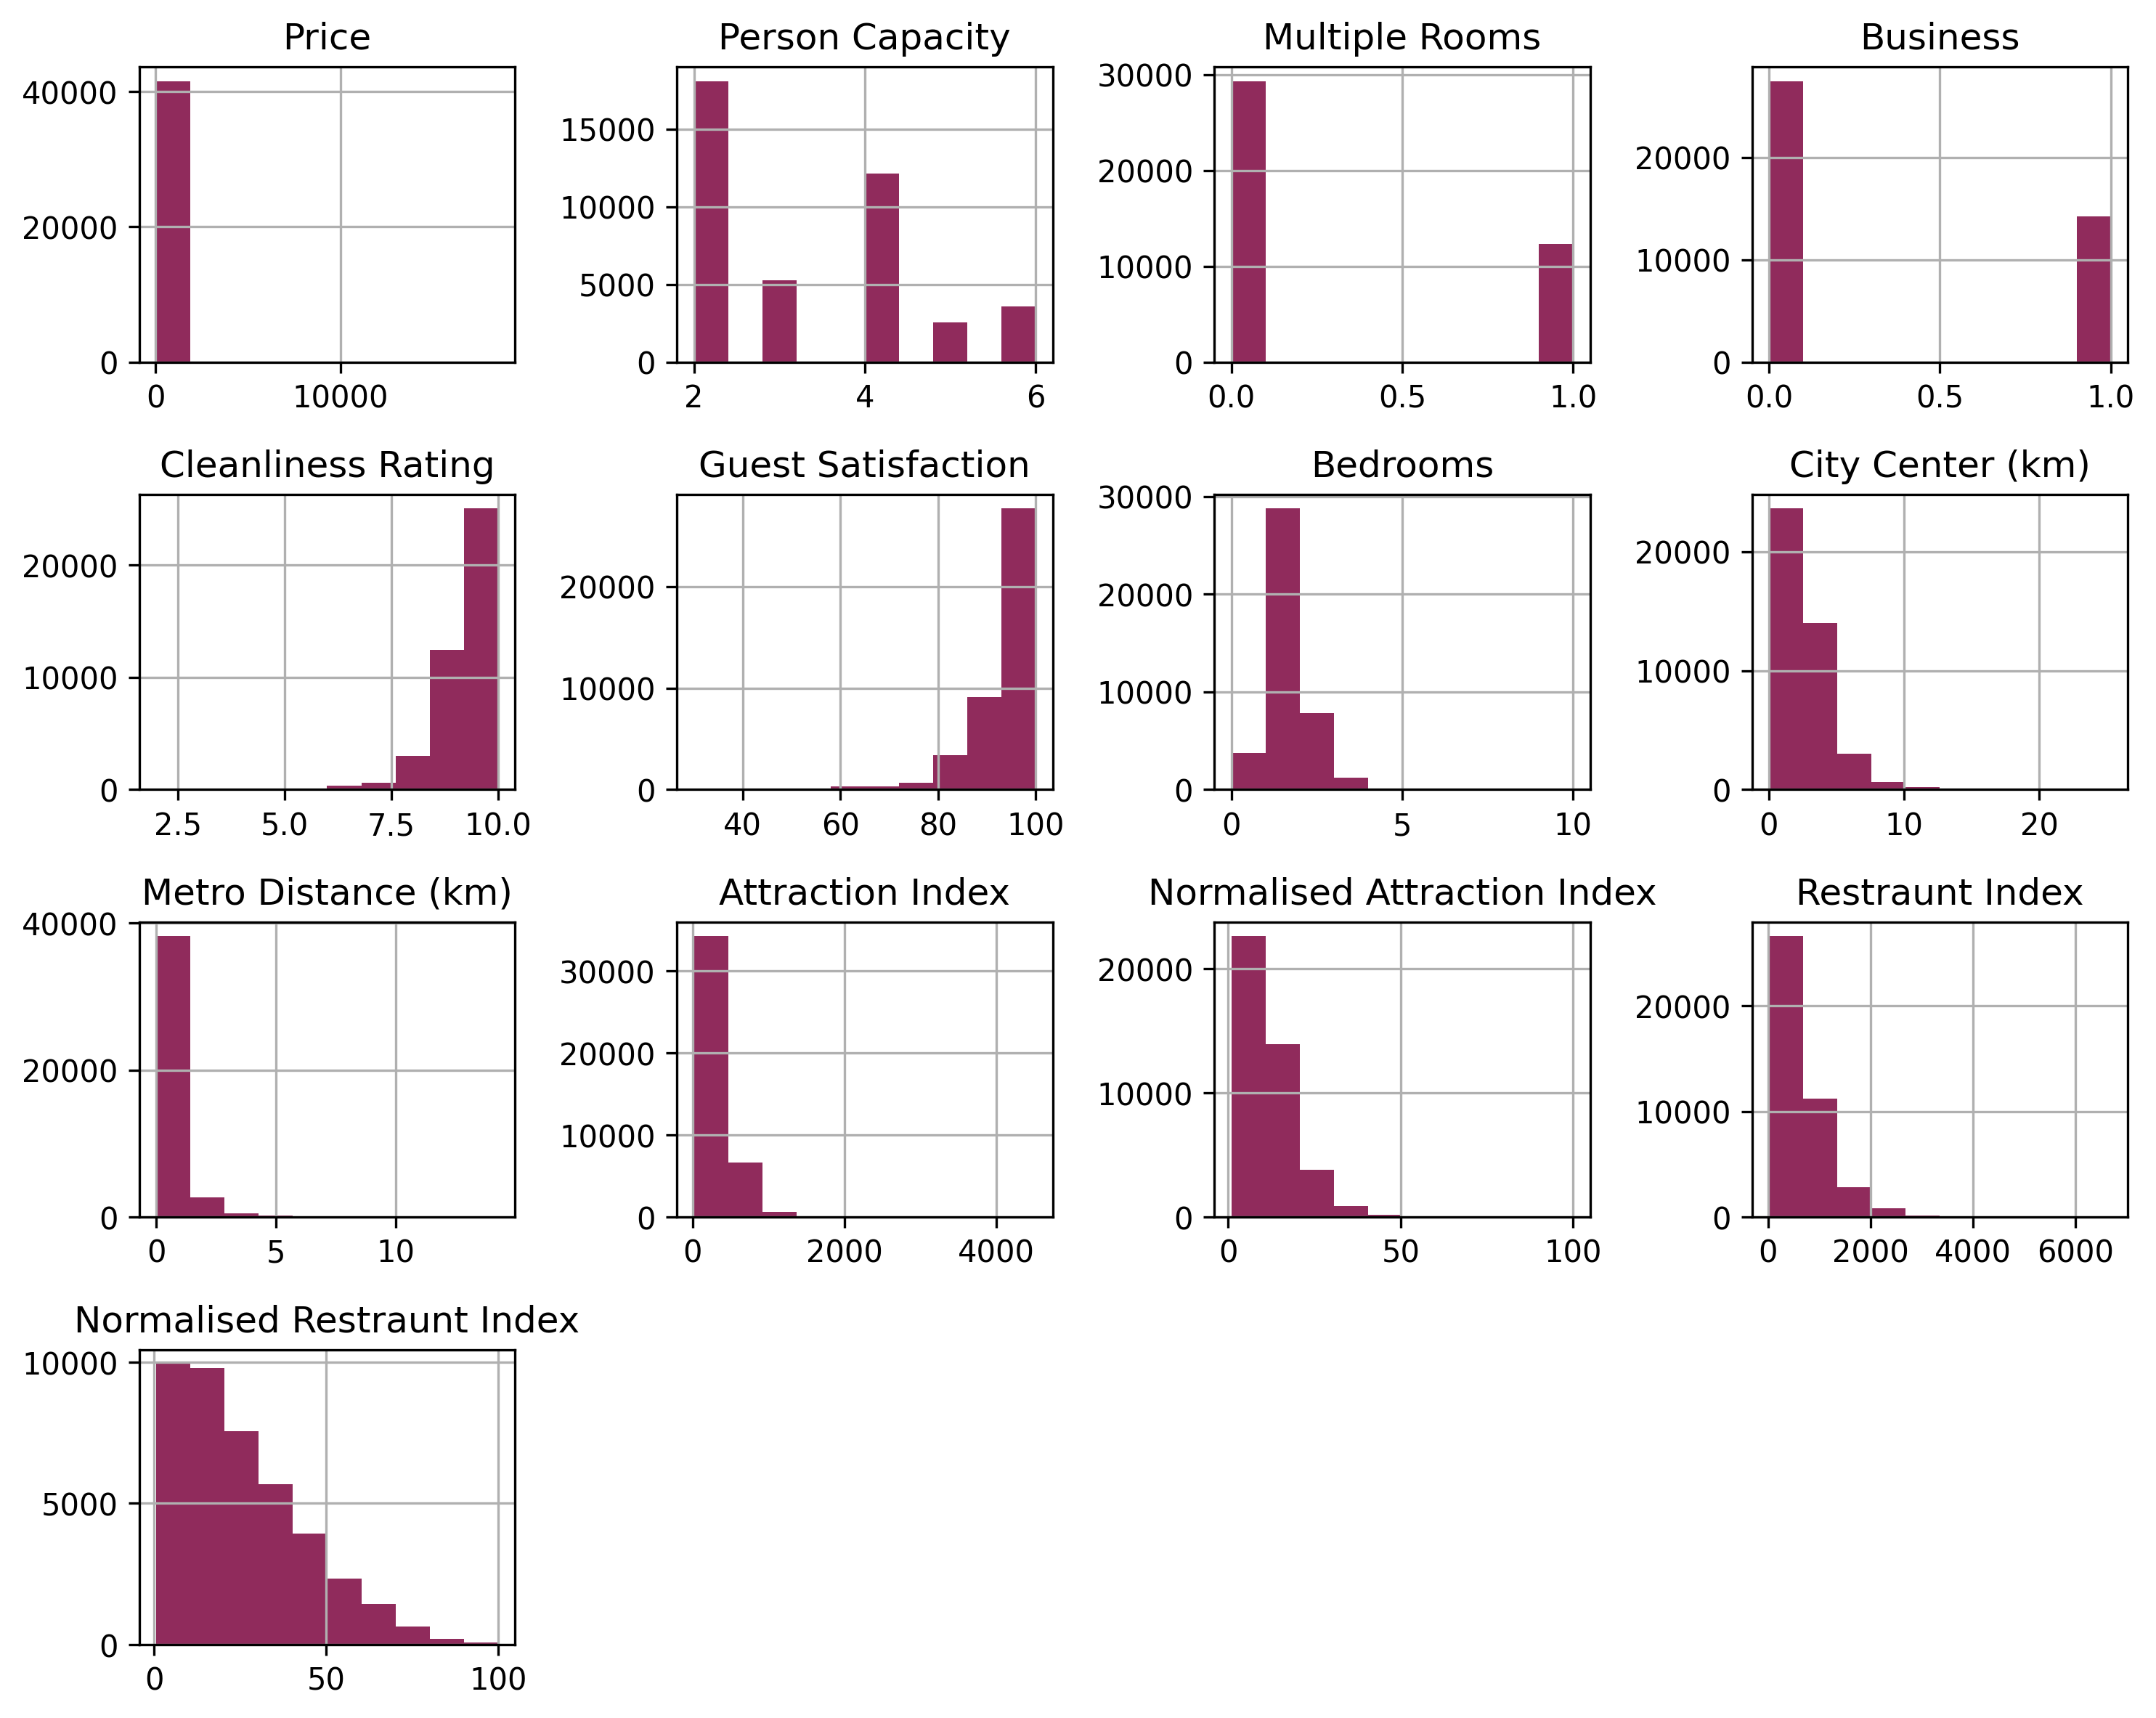 Price
40000
20000
0
0 10000
Person Capacity
15000
10000
5000
0
2 4 6
Multiple Rooms
30000
20000
10000
0
0.0 0.5 1.0
Business
20000
10000
0
0.0 0.5 1.0
Cleanliness Rating
20000
10000
0
2.5 5.0 7.5 10.0
Guest Satisfaction
20000
10000
0
40 60 80 100
Bedrooms
30000
20000
10000
0
0 5 10
City Center (km)
20000
10000
0
0 10 20
Metro Distance (km)
40000
20000
0
0 5 10
Attraction Index
30000
20000
10000
0
0 2000 4000
Normalised Attraction Index
20000
10000
0
0 50 100
Restraunt Index
20000
10000
0
0 2000 4000 6000
Normalised Restraunt Index
10000
5000
0
0 50 100